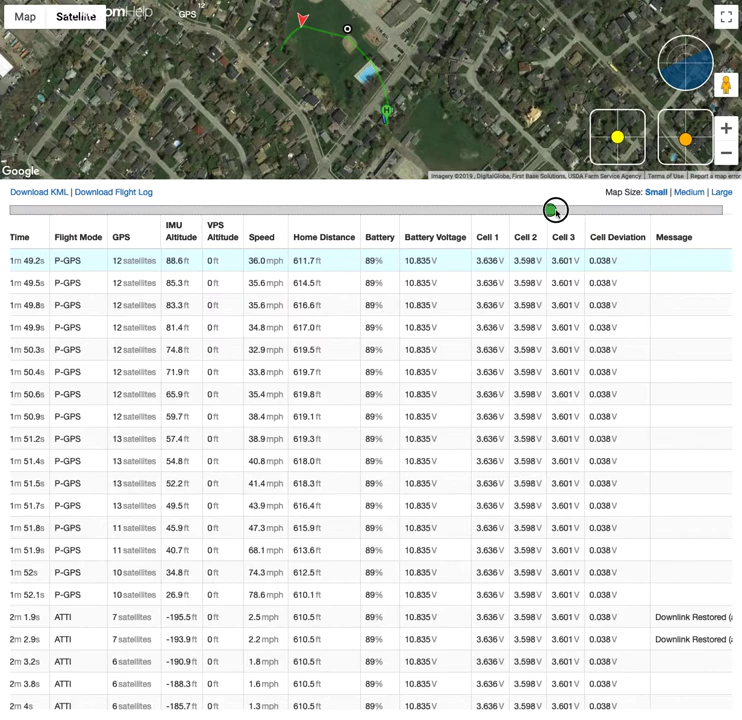 Map Satellite omHelp GPS 12
H
Google
Imagery ©2019 , DigitalGlobe, First Base Solutions, USDA Farm Service Agency | Terms of Use | Report a map error
Download KML | Download Flight Log Map Size: Small | Medium | Large
Time Flight Mode GPS IMU Altitude VPS Altitude Speed Home Distance Battery Battery Voltage Cell 1 Cell 2 Cell 3 Cell Deviation Message
1m 49.2s P-GPS 12 satellites 88.6 ft 0 ft 36.0 mph 611.7 ft 89% 10.835 V 3.636 V 3.598 V 3.601 V 0.038 V
1m 49.5s P-GPS 12 satellites 85.3 ft 0 ft 35.6 mph 614.5 ft 89% 10.835 V 3.636 V 3.598 V 3.601 V 0.038 V
1m 49.8s P-GPS 12 satellites 83.3 ft 0 ft 35.6 mph 616.6 ft 89% 10.835 V 3.636 V 3.598 V 3.601 V 0.038 V
1m 49.9s P-GPS 12 satellites 81.4 ft 0 ft 34.8 mph 617.0 ft 89% 10.835 V 3.636 V 3.598 V 3.601 V 0.038 V
1m 50.3s P-GPS 12 satellites 74.8 ft 0 ft 32.9 mph 619.5 ft 89% 10.835 V 3.636 V 3.598 V 3.601 V 0.038 V
1m 50.4s P-GPS 12 satellites 71.9 ft 0 ft 33.8 mph 619.7 ft 89% 10.835 V 3.636 V 3.598 V 3.601 V 0.038 V
1m 50.6s P-GPS 12 satellites 65.9 ft 0 ft 35.4 mph 619.8 ft 89% 10.835 V 3.636 V 3.598 V 3.601 V 0.038 V
1m 50.9s P-GPS 12 satellites 59.7 ft 0 ft 38.4 mph 619.1 ft 89% 10.835 V 3.636 V 3.598 V 3.601 V 0.038 V
1m 51.2s P-GPS 13 satellites 57.4 ft 0 ft 38.9 mph 619.3 ft 89% 10.835 V 3.636 V 3.598 V 3.601 V 0.038 V
1m 51.4s P-GPS 13 satellites 54.8 ft 0 ft 40.8 mph 618.0 ft 89% 10.835 V 3.636 V 3.598 V 3.601 V 0.038 V
1m 51.5s P-GPS 13 satellites 52.2 ft 0 ft 41.4 mph 618.3 ft 89% 10.835 V 3.636 V 3.598 V 3.601 V 0.038 V
1m 51.7s P-GPS 13 satellites 49.5 ft 0 ft 43.9 mph 616.4 ft 89% 10.835 V 3.636 V 3.598 V 3.601 V 0.038 V
1m 51.8s P-GPS 11 satellites 45.9 ft 0 ft 47.3 mph 615.9 ft 89% 10.835 V 3.636 V 3.598 V 3.601 V 0.038 V
1m 51.9s P-GPS 11 satellites 40.7 ft 0 ft 68.1 mph 613.6 ft 89% 10.835 V 3.636 V 3.598 V 3.601 V 0.038 V
1m 52s P-GPS 10 satellites 34.8 ft 0 ft 74.3 mph 612.5 ft 89% 10.835 V 3.636 V 3.598 V 3.601 V 0.038 V
1m 52.1s P-GPS 10 satellites 26.9 ft 0 ft 78.6 mph 610.1 ft 89% 10.835 V 3.636 V 3.598 V 3.601 V 0.038 V
2m 1.9s ATTI 7 satellites -195.5 ft 0 ft 2.5 mph 610.5 ft 89% 10.835 V 3.636 V 3.598 V 3.601 V 0.038 V Downlink Restored (
2m 2.9s ATTI 7 satellites -193.9 ft 0 ft 2.2 mph 610.5 ft 89% 10.835 V 3.636 V 3.598 V 3.601 V 0.038 V Downlink Restored (
2m 3.2s ATTI 6 satellites -190.9 ft 0 ft 1.8 mph 610.5 ft 89% 10.835 V 3.636 V 3.598 V 3.601 V 0.038 V
2m 3.8s ATTI 6 satellites -188.3 ft 0 ft 1.6 mph 610.5 ft 89% 10.835 V 3.636 V 3.598 V 3.601 V 0.038 V
2m 4s ATTI 6 satellites -185.7 ft 0 ft 1.3 mph 610.5 ft 89% 10.835 V 3.636 V 3.598 V 3.601 V 0.038 V